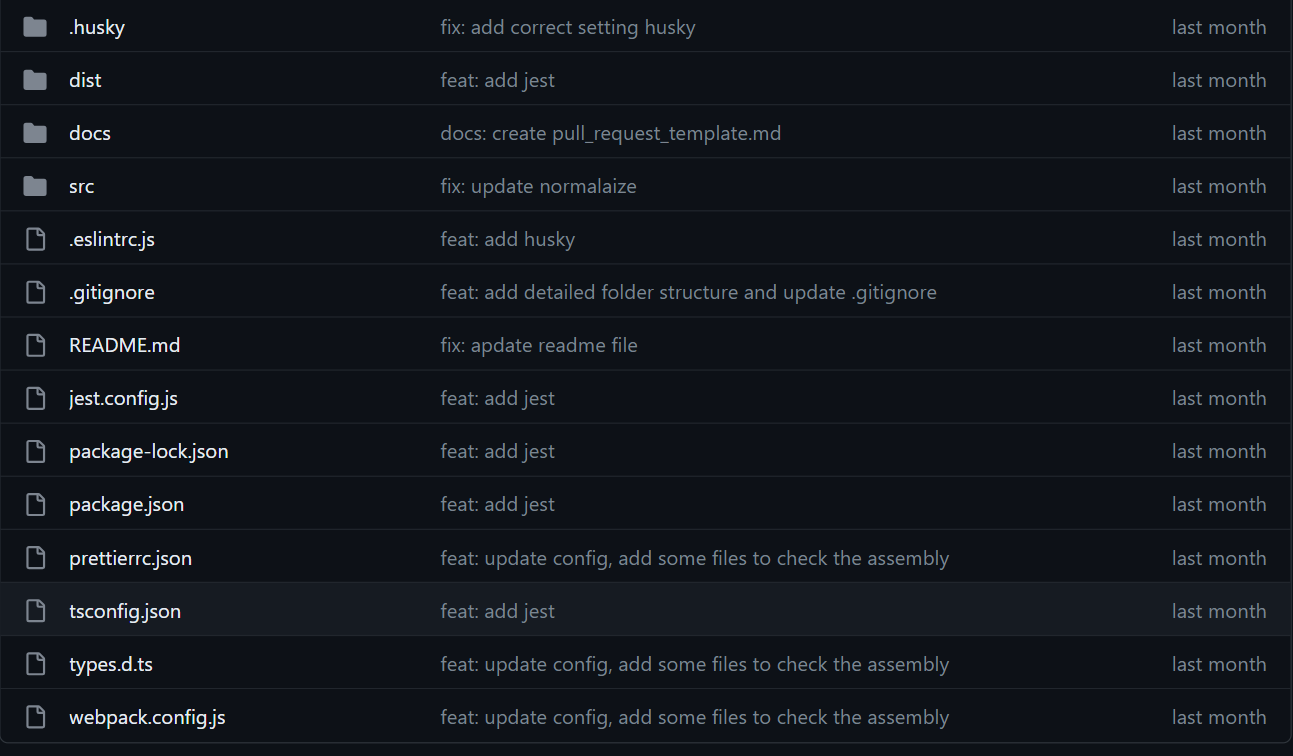 .husky fix: add correct setting husky last month
dist feat: add jest last month
docs docs: create pull_request_template.md last month
src fix: update normalaize last month
.eslintrc.js feat: add husky last month
.gitignore feat: add detailed folder structure and update .gitignore last month
README.md fix: apdate readme file last month
jest.config.js feat: add jest last month
package-lock.json feat: add jest last month
package.json feat: add jest last month
prettierrc.json feat: update config, add some files to check the assembly last month
tsconfig.json feat: add jest last month
types.d.ts feat: update config, add some files to check the assembly last month
webpack.config.js feat: update config, add some files to check the assembly last month